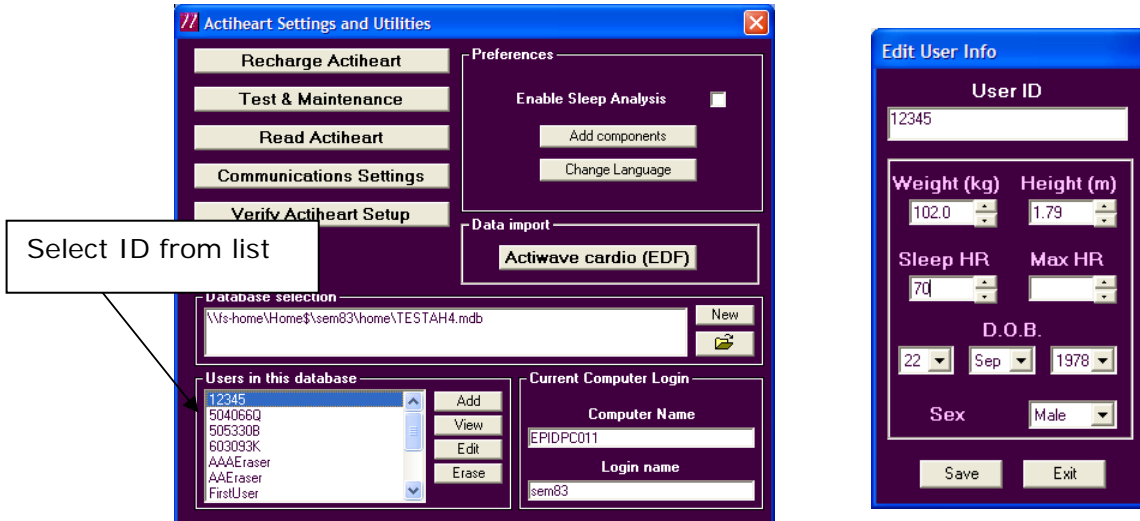 Actiheart Settings and Utilities
Recharge Actiheart
Test & Maintenance
Read Actiheart
Communications Settings
Verify Actiheart Setup
Preferences
Enable Sleep Analysis
Add components
Change Language
Data import
Actiwave cardio (EDF)
Select ID from list
Database selection
\\fs-home\Home$\sem83\home\TESTAH4.mdb
New
Users in this database
12345
504066Q
505330B
603093K
AAAEraser
AAEraser
FirstUser
Add
View
Edit
Erase
Current Computer Login
Computer Name
EPIDPC011
Login name
sem83
Edit User Info
User ID
12345
Weight (kg) Height (m)
102.0 1.79
Sleep HR Max HR
70
D.O.B.
22 Sep 1978
Sex Male
Save Exit